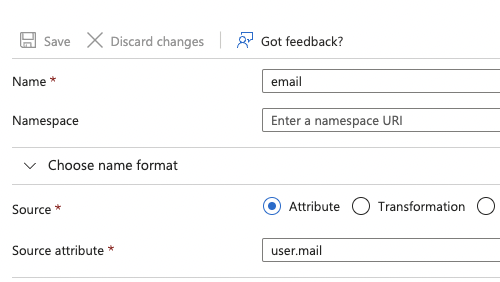 Save Discard changes Got feedback?
Name * email
Namespace Enter a namespace URI
Choose name format
Source * Attribute Transformation
Source attribute * user.mail